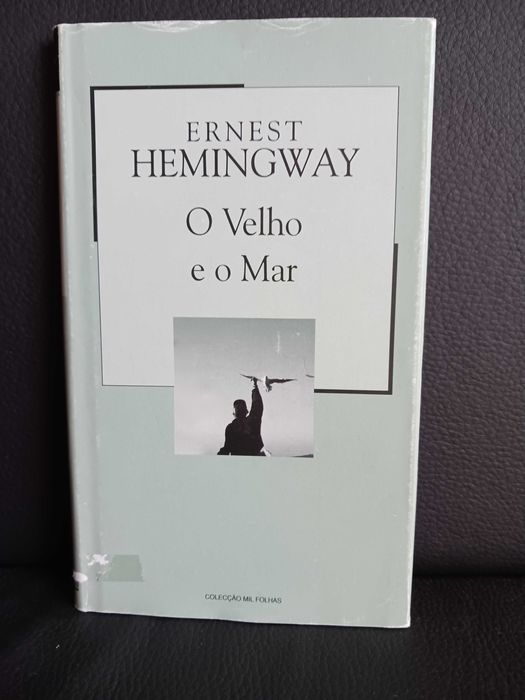 ERNEST
HEMINGWAY
O Velho
e o Mar
COLECÇÃO MIL FOLHAS